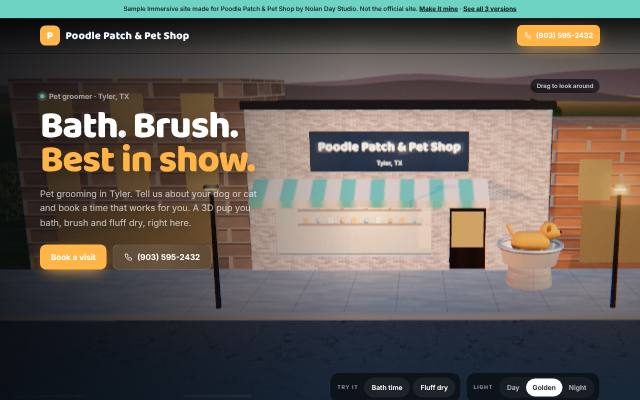 Sample Immersive site made for Poodle Patch & Pet Shop by Nolan Day Studio. Not the official site. Make it mine · See all 3 versions
P Poodle Patch & Pet Shop
(903) 595-2432
Drag to look around
Pet groomer · Tyler, TX
Bath. Brush.
Best in show.
Poodle Patch & Pet Shop
Tyler, TX
Pet grooming in Tyler. Tell us about your dog or cat
and book a time that works for you. A 3D pup you
bath, brush and fluff dry, right here.
Book a visit
(903) 595-2432
TRY IT Bath time Fluff dry
LIGHT Day Golden Night